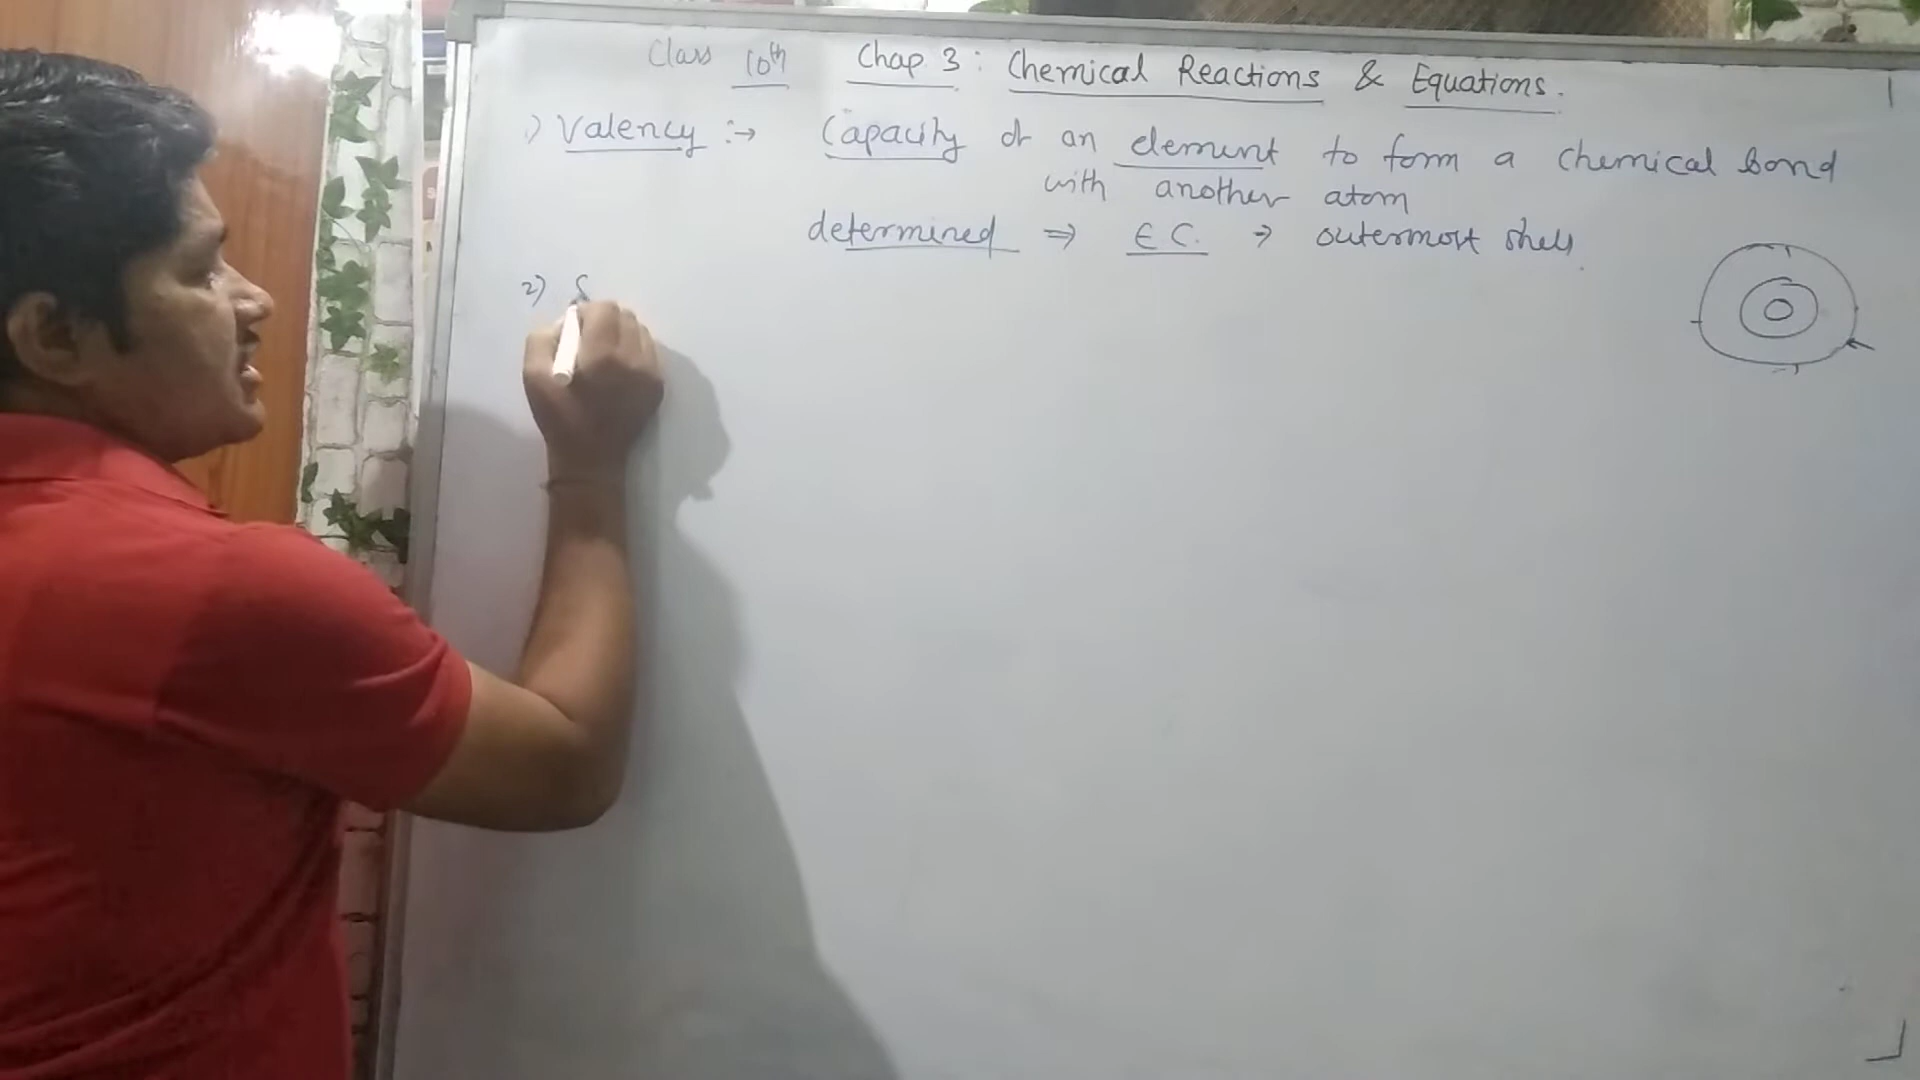 Class 10th Chap 3: Chemical Reactions & Equations.
1) Valency :→ Capacity of an element to form a chemical bond
with another atom
determined ⇒ E C. → outermost shell.
2) S